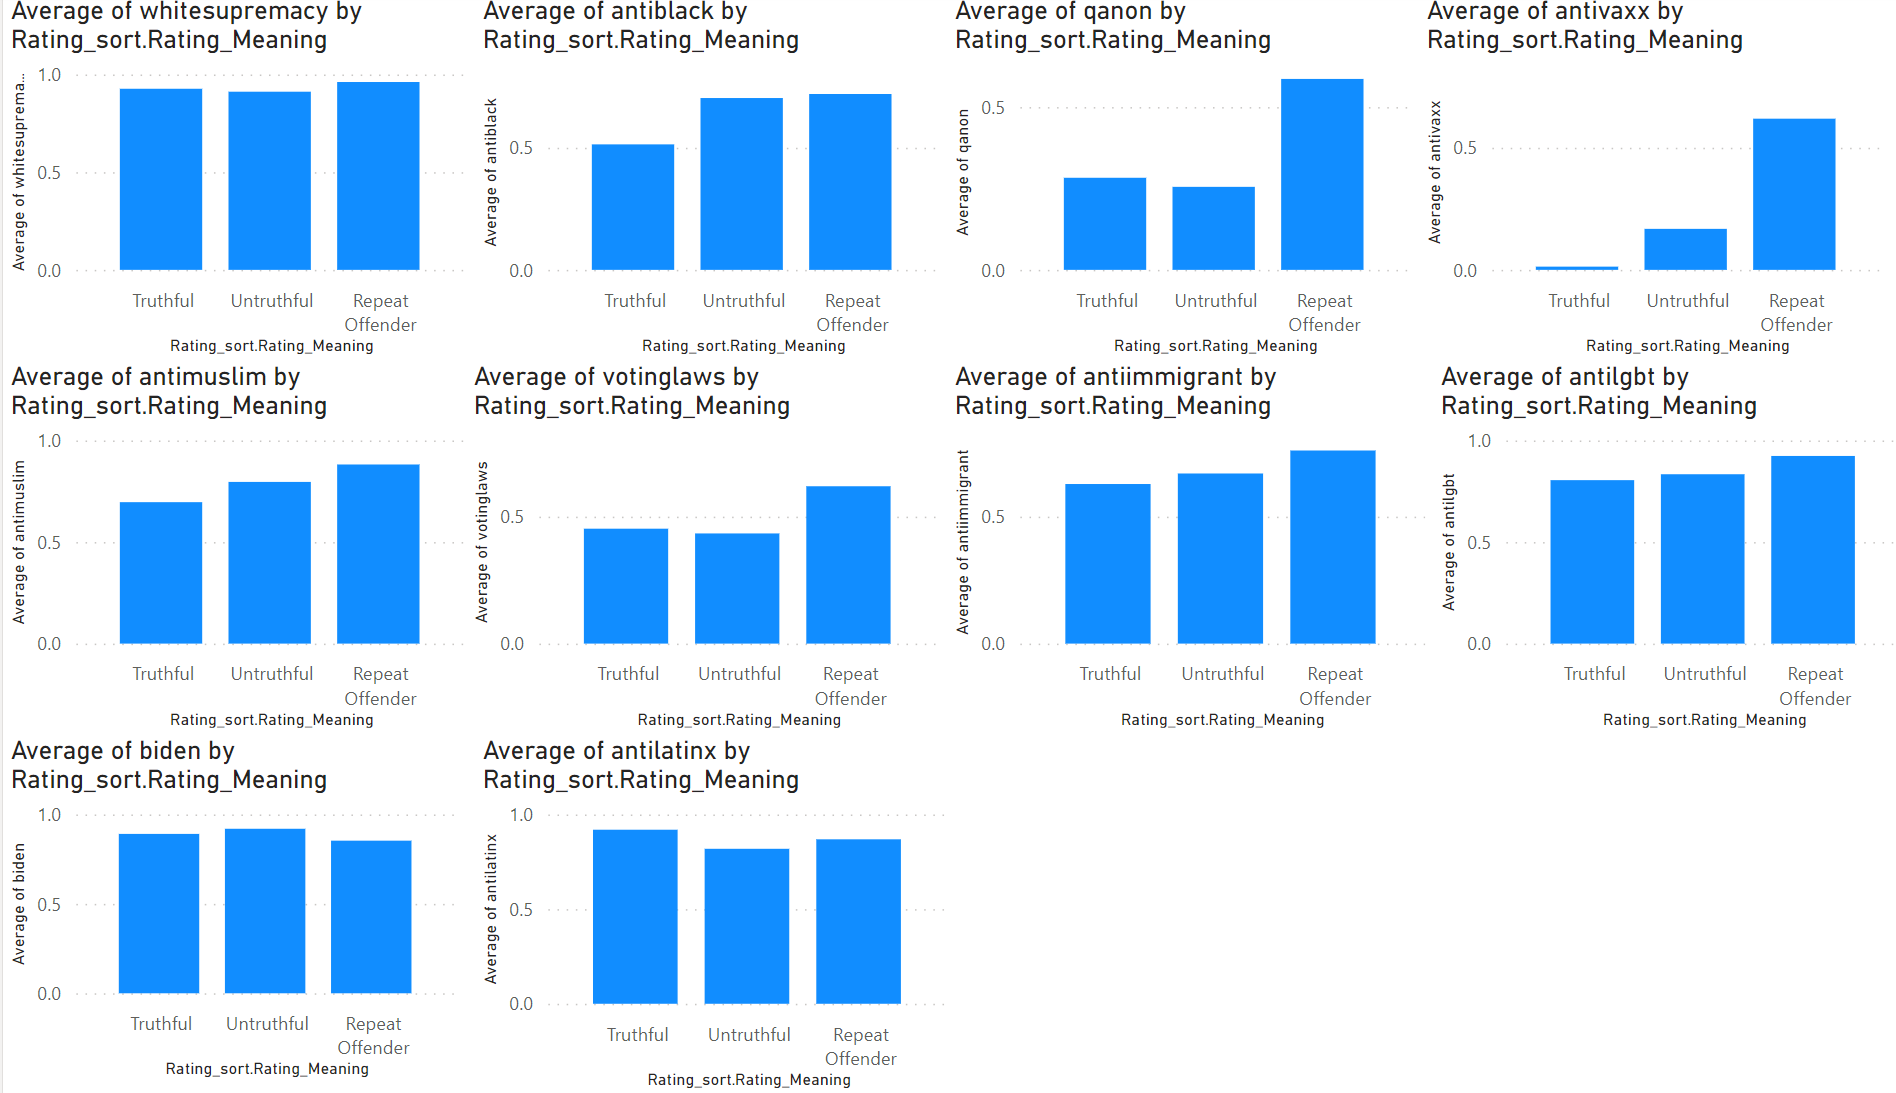 Average of whitesupremacy by
Rating_sort.Rating_Meaning
Average of whitesuprema...
1.0
0.5
0.0
Truthful
Untruthful
Repeat
Offender
Rating_sort.Rating_Meaning
Average of antiblack by
Rating_sort.Rating_Meaning
Average of antiblack
0.5
0.0
Truthful
Untruthful
Repeat
Offender
Rating_sort.Rating_Meaning
Average of qanon by
Rating_sort.Rating_Meaning
Average of qanon
0.5
0.0
Truthful
Untruthful
Repeat
Offender
Rating_sort.Rating_Meaning
Average of antivaxx by
Rating_sort.Rating_Meaning
Average of antivaxx
0.5
0.0
Truthful
Untruthful
Repeat
Offender
Rating_sort.Rating_Meaning
Average of antimuslim by
Rating_sort.Rating_Meaning
Average of antimuslim
1.0
0.5
0.0
Truthful
Untruthful
Repeat
Offender
Rating_sort.Rating_Meaning
Average of votinglaws by
Rating_sort.Rating_Meaning
Average of votinglaws
0.5
0.0
Truthful
Untruthful
Repeat
Offender
Rating_sort.Rating_Meaning
Average of antiimmigrant by
Rating_sort.Rating_Meaning
Average of antiimmigrant
0.5
0.0
Truthful
Untruthful
Repeat
Offender
Rating_sort.Rating_Meaning
Average of antilgbt by
Rating_sort.Rating_Meaning
Average of antilgbt
1.0
0.5
0.0
Truthful
Untruthful
Repeat
Offender
Rating_sort.Rating_Meaning
Average of biden by
Rating_sort.Rating_Meaning
Average of biden
1.0
0.5
0.0
Truthful
Untruthful
Repeat
Offender
Rating_sort.Rating_Meaning
Average of antilatinx by
Rating_sort.Rating_Meaning
Average of antilatinx
1.0
0.5
0.0
Truthful
Untruthful
Repeat
Offender
Rating_sort.Rating_Meaning